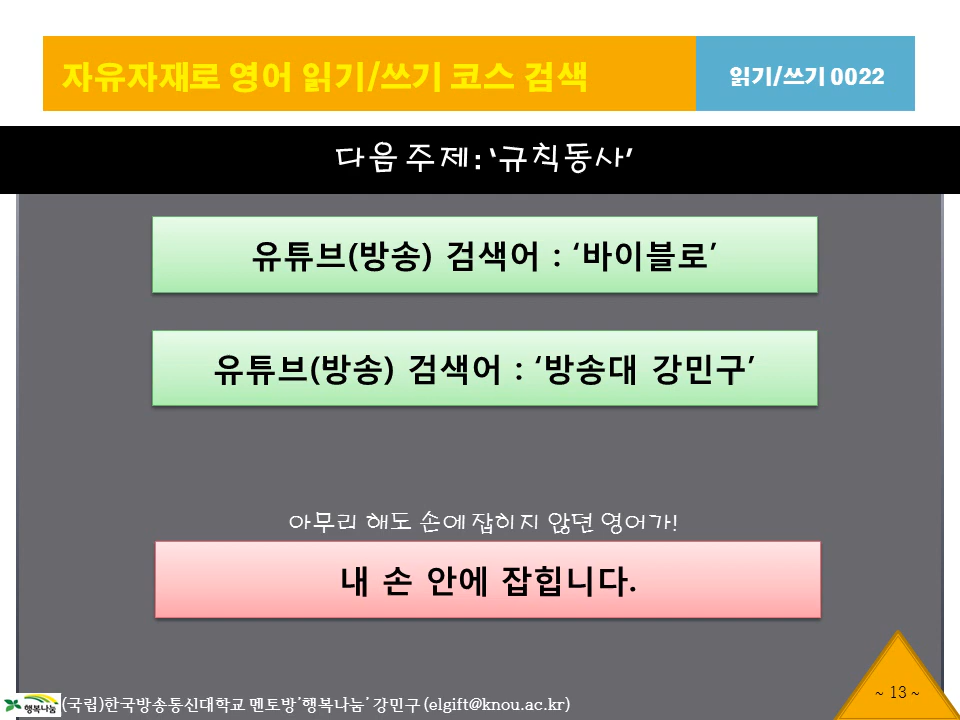 자유자재로 영어 읽기/쓰기 코스 검색
읽기/쓰기 0022
다음 주제: ‘규칙동사’
유튜브(방송) 검색어 : ‘바이블로’
유튜브(방송) 검색어 : ‘방송대 강민구’
아무리 해도 손에 잡히지 않던 영어가!
내 손 안에 잡힙니다.
~ 13 ~
행복나눔
(국립)한국방송통신대학교 멘토방’행복나눔’ 강민구 (elgift@knou.ac.kr)